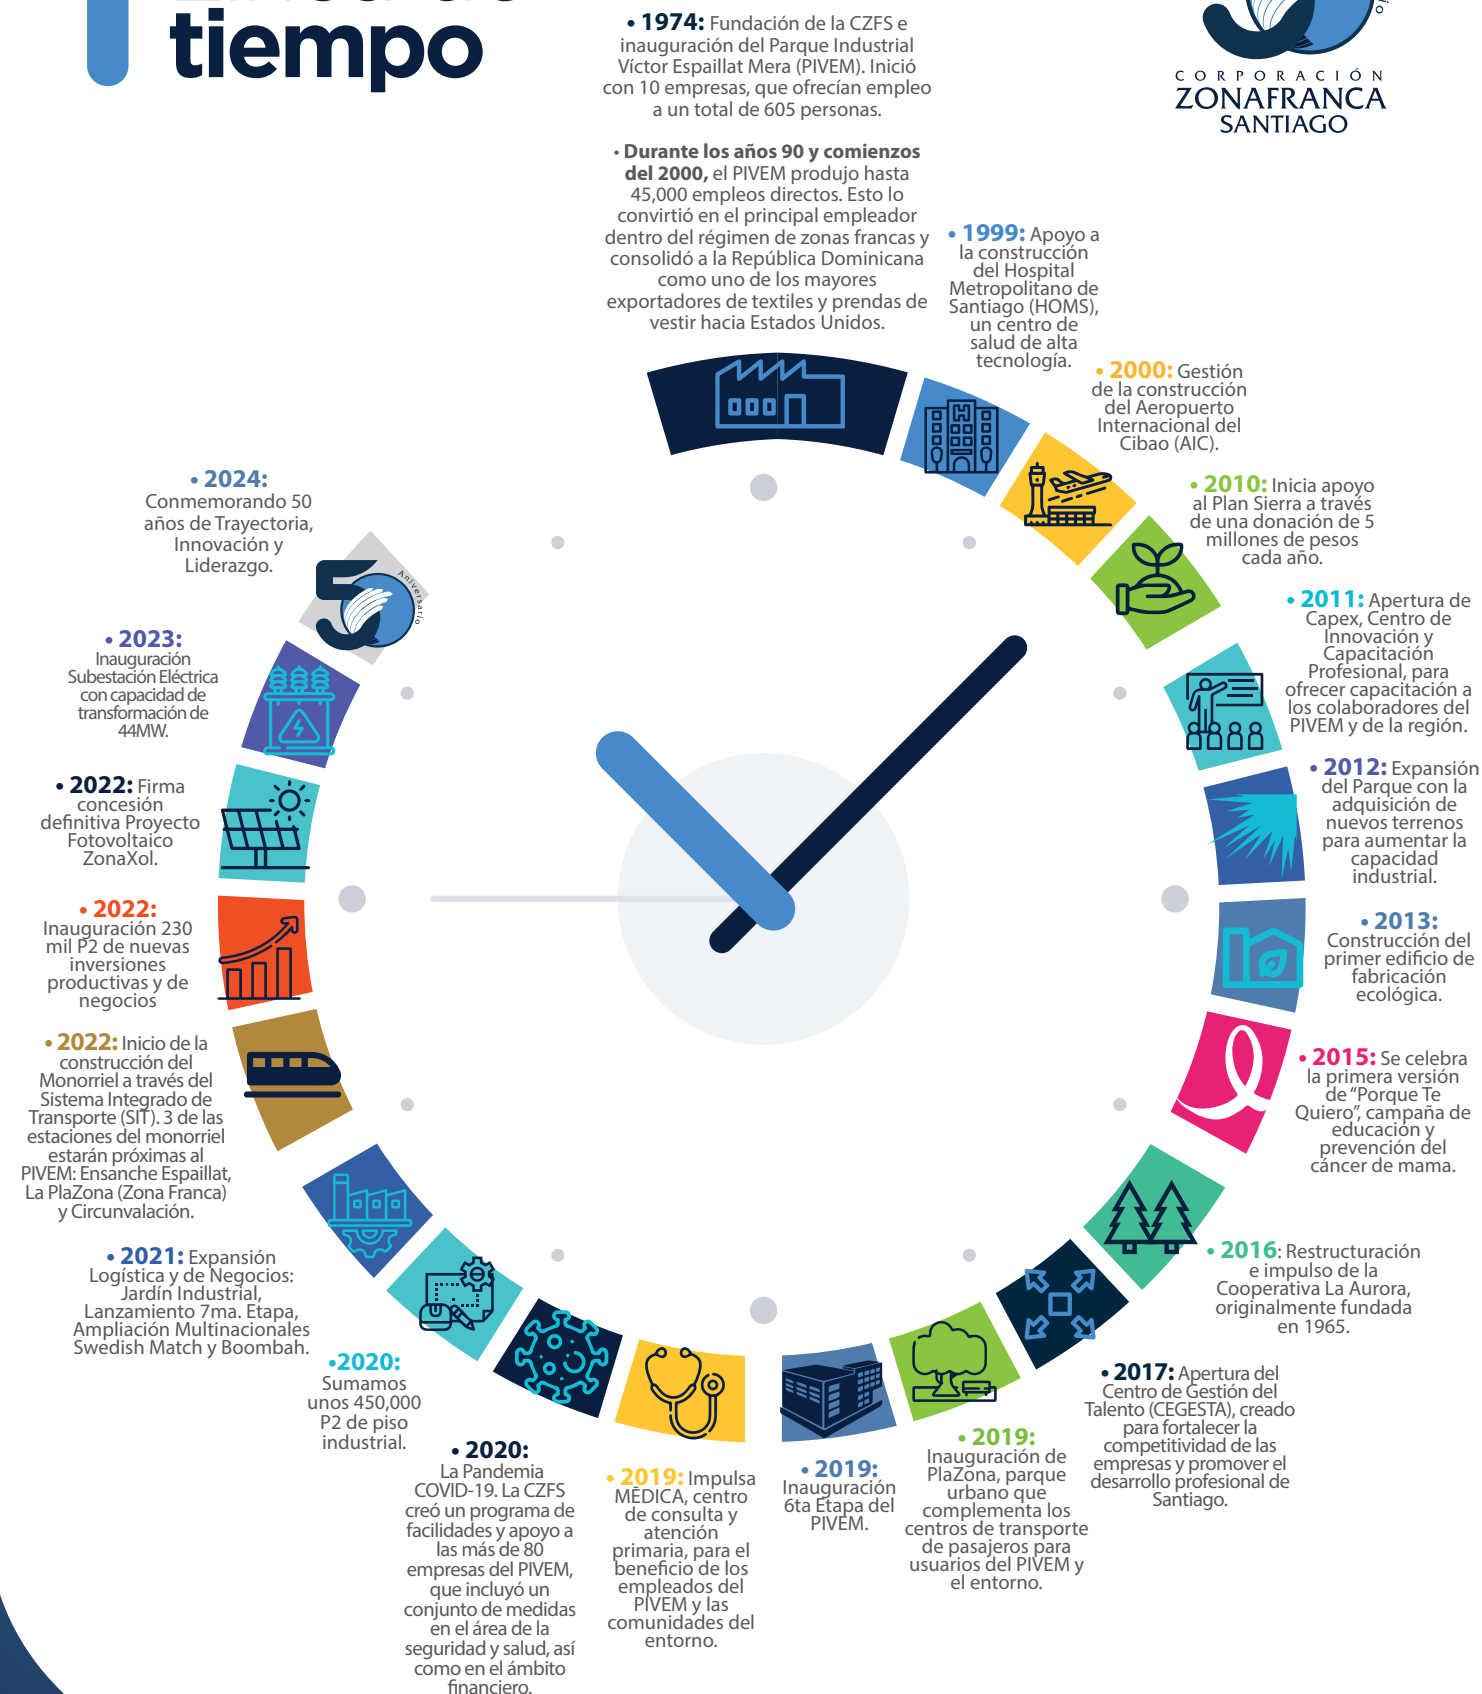 tiempo
• 1974: Fundación de la CZFS e
inauguración del Parque Industrial
Víctor Espaillat Mera (PIVEM). Inició
con 10 empresas, que ofrecían empleo
a un total de 605 personas.
• Durante los años 90 y comienzos
del 2000, el PIVEM produjo hasta
45,000 empleos directos. Esto lo
convirtió en el principal empleador
dentro del régimen de zonas francas y
consolidó a la República Dominicana
como uno de los mayores
exportadores de textiles y prendas de
vestir hacia Estados Unidos.
CORPORACIÓN
ZONAFRANCA
SANTIAGO
• 1999: Apoyo a
la construcción
del Hospital
Metropolitano de
Santiago (HOMS),
un centro de
salud de alta
tecnología.
• 2000: Gestión
de la construcción
del Aeropuerto
Internacional del
Cibao (AIC).
• 2010: Inicia apoyo
al Plan Sierra a través
de una donación de 5
millones de pesos
cada año.
• 2011: Apertura de
Capex, Centro de
Innovación y
Capacitación
Profesional, para
ofrecer capacitación a
los colaboradores del
PIVEM y de la región.
• 2012: Expansión
del Parque con la
adquisición de
nuevos terrenos
para aumentar la
capacidad
industrial.
• 2013:
Construcción del
primer edificio de
fabricación
ecológica.
• 2015: Se celebra
la primera versión
de “Porque Te
Quiero”, campaña de
educación y
prevención del
cáncer de mama.
• 2016: Restructuración
e impulso de la
Cooperativa La Aurora,
originalmente fundada
en 1965.
• 2017: Apertura del
Centro de Gestión del
Talento (CEGESTA), creado
para fortalecer la
competitividad de las
empresas y promover el
desarrollo profesional de
Santiago.
• 2019:
Inauguración de
PlaZona, parque
urbano que
complementa los
centros de transporte
de pasajeros para
usuarios del PIVEM y
el entorno.
• 2019:
Inauguración
6ta Etapa del
PIVEM.
• 2019: Impulsa
MÉDICA, centro
de consulta y
atención
primaria, para el
beneficio de los
empleados del
PIVEM y las
comunidades del
entorno.
• 2020:
La Pandemia
COVID-19. La CZFS
creó un programa de
facilidades y apoyo a
las más de 80
empresas del PIVEM,
que incluyó un
conjunto de medidas
en el área de la
seguridad y salud, así
como en el ámbito
financiero.
•2020:
Sumamos
unos 450,000
P2 de piso
industrial.
• 2021: Expansión
Logística y de Negocios:
Jardín Industrial,
Lanzamiento 7ma. Etapa,
Ampliación Multinacionales
Swedish Match y Boombah.
• 2022: Inicio de la
construcción del
Monorriel a través del
Sistema Integrado de
Transporte (SIT). 3 de las
estaciones del monorriel
estarán próximas al
PIVEM: Ensanche Espaillat,
La PlaZona (Zona Franca)
y Circunvalación.
• 2022:
Inauguración 230
mil P2 de nuevas
inversiones
productivas y de
negocios
• 2022: Firma
concesión
definitiva Proyecto
Fotovoltaico
ZonaXol.
• 2023:
Inauguración
Subestación Eléctrica
con capacidad de
transformación de
44MW.
• 2024:
Conmemorando 50
años de Trayectoria,
Innovación y
Liderazgo.
50
Aniversario